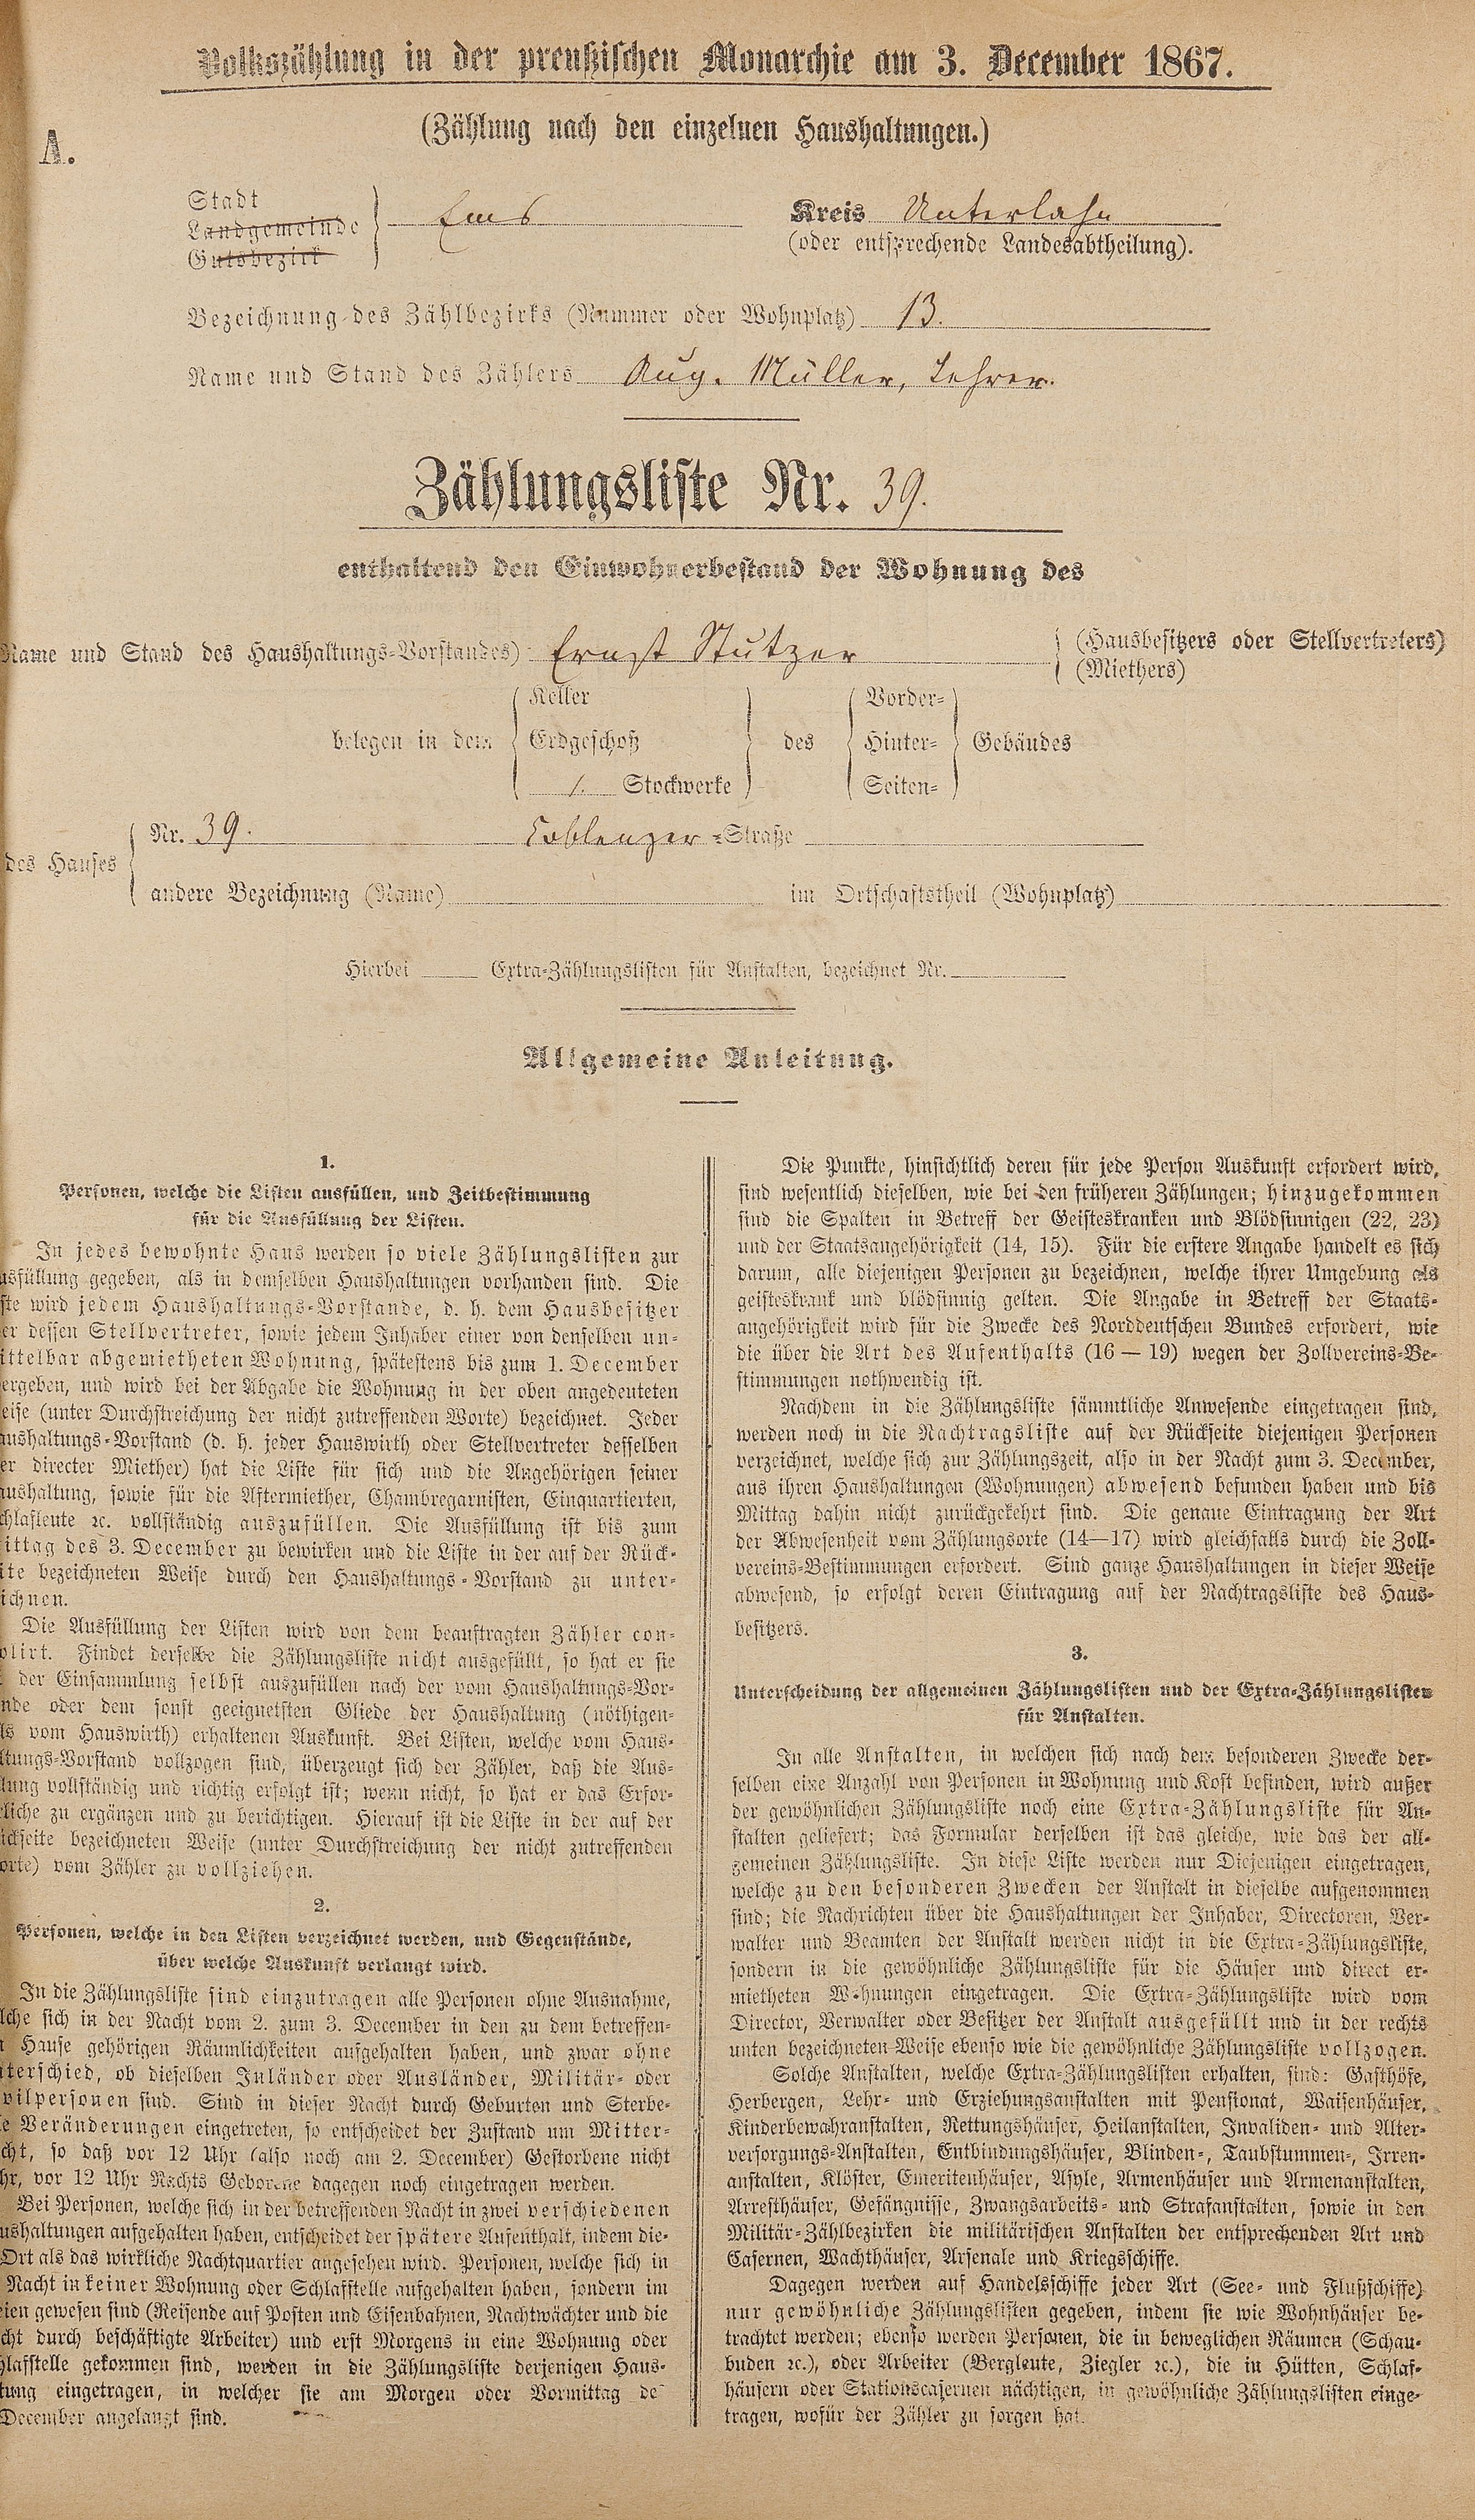 Volkszählung in der preußischen Monarchie am 3. December 1867.
(Zählung nach den einzelnen Haushaltungen.)
A.
Stadt
Landgemeinde
Gutsbezirk
Ems
Kreis Unterlahn
(oder entsprechende Landesabtheilung).
Bezeichnung des Zählbezirks (Nummer oder Wohnplatz) 13.
Name und Stand des Zählers Aug. Müller, Lehrer.
Zählungsliste Nr. 39.
enthaltend den Einwohnerbestand der Wohnung des
Name und Stand des Haushaltungs-Vorstandes) Ernst Stutzer
(Hausbesitzers oder Stellvertreters)
(Miethers)
belegen in dem
Keller
Erdgeschoß
1. Stockwerke
des
Vorder-
Hinter-
Seiten-
Gebäudes
des Hauses
Nr. 39. Coblenzer-Straße
andere Bezeichnung (Name) im Ortschaftstheil (Wohnplatz)
Hierbei Extra-Zählungslisten für Anstalten, bezeichnet Nr.
Allgemeine Anleitung.
1.
Personen, welche die Listen ausfüllen, und Zeitbestimmung
für die Ausfüllung der Listen.
In jedes bewohnte Haus werden so viele Zählungslisten zur
usfüllung gegeben, als in demselben Haushaltungen vorhanden sind. Die
ste wird jedem Haushaltungs-Vorstande, d. h. dem Hausbesitzer
er dessen Stellvertreter, sowie jedem Inhaber einer von denselben un-
ittelbar abgemietheten Wohnung, spätestens bis zum 1. December
ergeben, und wird bei der Abgabe die Wohnung in der oben angedeuteten
eise (unter Durchstreichung der nicht zutreffenden Worte) bezeichnet. Jeder
aushaltungs-Vorstand (d. h. jeder Hauswirth oder Stellvertreter desselben
er directer Miether) hat die Liste für sich und die Angehörigen seiner
aushaltung, sowie für die Aftermiether, Chambregarnisten, Einquartierten,
chlafleute ꝛc. vollständig auszufüllen. Die Ausfüllung ist bis zum
ittag des 3. December zu bewirken und die Liste in der auf der Rück-
ite bezeichneten Weise durch den Haushaltungs-Vorstand zu unter-
ichnen.
Die Ausfüllung der Listen wird von dem beauftragten Zähler con-
olirt. Findet derselbe die Zählungsliste nicht ausgefüllt, so hat er sie
der Einsammlung selbst auszufüllen nach der vom Haushaltungs-Vor-
nde oder dem sonst geeignetsten Gliede der Haushaltung (nöthigen-
ls vom Hauswirth) erhaltenen Auskunft. Bei Listen, welche vom Haus-
ltungs-Vorstand vollzogen sind, überzeugt sich der Zähler, daß die Aus-
lung vollständig und richtig erfolgt ist; wenn nicht, so hat er das Erfor-
rliche zu ergänzen und zu berichtigen. Hierauf ist die Liste in der auf der
ückseite bezeichneten Weise (unter Durchstreichung der nicht zutreffenden
orte) vom Zähler zu vollziehen.
2.
Personen, welche in den Listen verzeichnet werden, und Gegenstände,
über welche Auskunft verlangt wird.
In die Zählungsliste sind einzutragen alle Personen ohne Ausnahme,
lche sich in der Nacht vom 2. zum 3. December in den zu dem betreffen-
n Hause gehörigen Räumlichkeiten aufgehalten haben, und zwar ohne
nterschied, ob dieselben Inländer oder Ausländer, Militär- oder
vilpersonen sind. Sind in dieser Nacht durch Geburten und Sterbe-
e Veränderungen eingetreten, so entscheidet der Zustand um Mitter-
cht, so daß vor 12 Uhr (also noch am 2. December) Gestorbene nicht
hr, vor 12 Uhr Nachts Geborene dagegen noch eingetragen werden.
Bei Personen, welche sich in der betreffenden Nacht in zwei verschiedenen
ushaltungen aufgehalten haben, entscheidet der spätere Aufenthalt, indem die-
Ort als das wirkliche Nachtquartier angesehen wird. Personen, welche sich in
Nacht in keiner Wohnung oder Schlafstelle aufgehalten haben, sondern im
eien gewesen sind (Reisende auf Posten und Eisenbahnen, Nachtwächter und die
cht durch beschäftigte Arbeiter) und erst Morgens in eine Wohnung oder
hlafstelle gekommen sind, werden in die Zählungsliste derjenigen Haus-
tung eingetragen, in welcher sie am Morgen oder Vormittag de
December angelangt sind.
Die Punkte, hinsichtlich deren für jede Person Auskunft erfordert wird,
sind wesentlich dieselben, wie bei den früheren Zählungen; hinzugekommen
sind die Spalten in Betreff der Geisteskranken und Blödsinnigen (22, 23)
und der Staatsangehörigkeit (14, 15). Für die erstere Angabe handelt es sich
darum, alle diejenigen Personen zu bezeichnen, welche ihrer Umgebung als
geisteskrank und blödsinnig gelten. Die Angabe in Betreff der Staats-
angehörigkeit wird für die Zwecke des Norddeutschen Bundes erfordert, wie
die über die Art des Aufenthalts (16 — 19) wegen der Zollvereins-Be-
stimmungen nothwendig ist.
Nachdem in die Zählungsliste sämmtliche Anwesende eingetragen sind,
werden noch in die Nachtragsliste auf der Rückseite diejenigen Personen
verzeichnet, welche sich zur Zählungszeit, also in der Nacht zum 3. December,
aus ihren Haushaltungen (Wohnungen) abwesend befunden haben und bis
Mittag dahin nicht zurückgekehrt sind. Die genaue Eintragung der Art
der Abwesenheit vom Zählungsorte (14—17) wird gleichfalls durch die Zoll-
vereins-Bestimmungen erfordert. Sind ganze Haushaltungen in dieser Weise
abwesend, so erfolgt deren Eintragung auf der Nachtragsliste des Haus-
besitzers.
3.
Unterscheidung der allgemeinen Zählungslisten und der Extra-Zählungslisten
für Anstalten.
In alle Anstalten, in welchen sich nach dem besonderen Zwecke der-
selben eine Anzahl von Personen in Wohnung und Kost befinden, wird außer
der gewöhnlichen Zählungsliste noch eine Extra-Zählungsliste für An-
stalten geliefert; das Formular derselben ist das gleiche, wie das der all-
gemeinen Zählungsliste. In diese Liste werden nur Diejenigen eingetragen,
welche zu den besonderen Zwecken der Anstalt in dieselbe aufgenommen
sind; die Nachrichten über die Haushaltungen der Inhaber, Directoren, Ver-
walter und Beamten der Anstalt werden nicht in die Extra-Zählungsliste,
sondern in die gewöhnliche Zählungsliste für die Häuser und direct er-
mietheten Wohnungen eingetragen. Die Extra-Zählungsliste wird vom
Director, Verwalter oder Besitzer der Anstalt ausgefüllt und in der rechts
unten bezeichneten Weise ebenso wie die gewöhnliche Zählungsliste vollzogen.
Solche Anstalten, welche Extra-Zählungslisten erhalten, sind: Gasthöfe,
Herbergen, Lehr- und Erziehungsanstalten mit Pensionat, Waisenhäuser,
Kinderbewahranstalten, Rettungshäuser, Heilanstalten, Invaliden- und Alter-
versorgungs-Anstalten, Entbindungshäuser, Blinden-, Taubstummen-, Irren-
anstalten, Klöster, Emeritenhäuser, Asyle, Armenhäuser und Armenanstalten,
Arresthäuser, Gefängnisse, Zwangsarbeits- und Strafanstalten, sowie in den
Militär-Zählbezirken die militärischen Anstalten der entsprechenden Art und
Casernen, Wachthäuser, Arsenale und Kriegsschiffe.
Dagegen werden auf Handelsschiffe jeder Art (See- und Flußschiffe)
nur gewöhnliche Zählungslisten gegeben, indem sie wie Wohnhäuser be-
trachtet werden; ebenso werden Personen, die in beweglichen Räumen (Schau-
buden ꝛc.), oder Arbeiter (Bergleute, Ziegler ꝛc.), die in Hütten, Schlaf-
häusern oder Stationscasernen nächtigen, in gewöhnliche Zählungslisten einge-
tragen, wofür der Zähler zu sorgen hat.